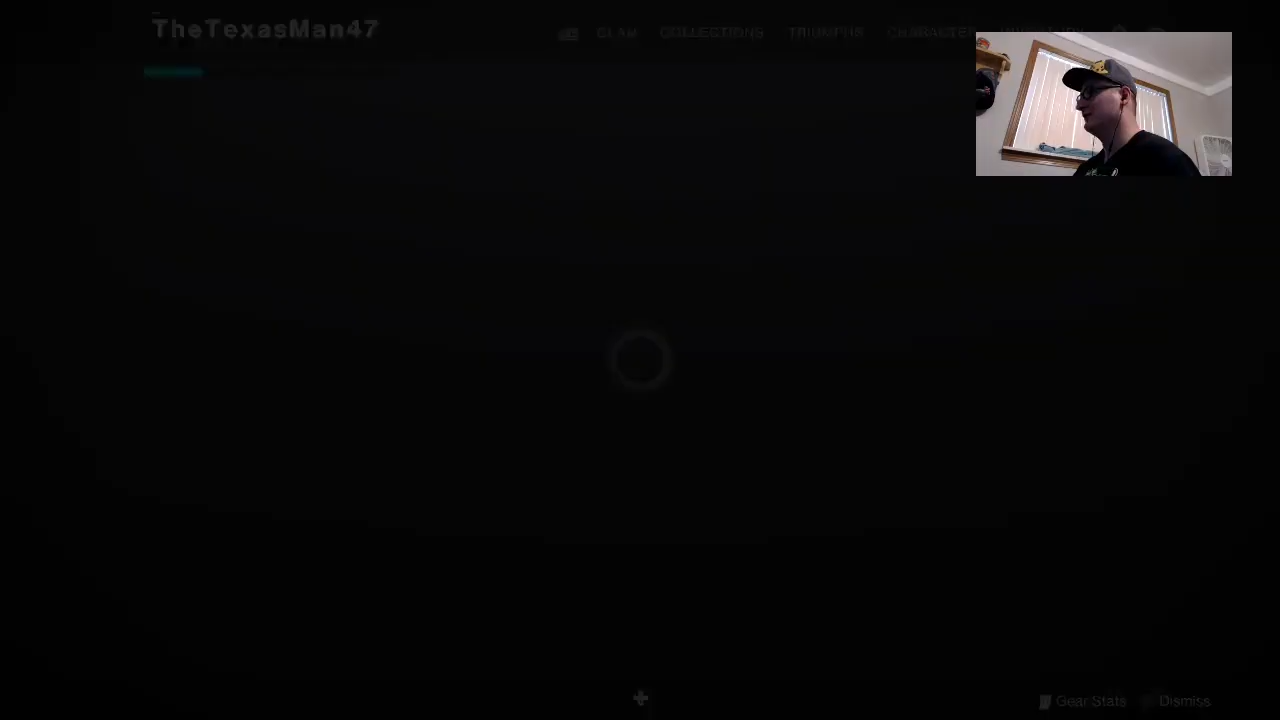 TheTexasMan47
CLAN COLLECTIONS TRIUMPHS CHARACTER
Gear Stats Dismiss